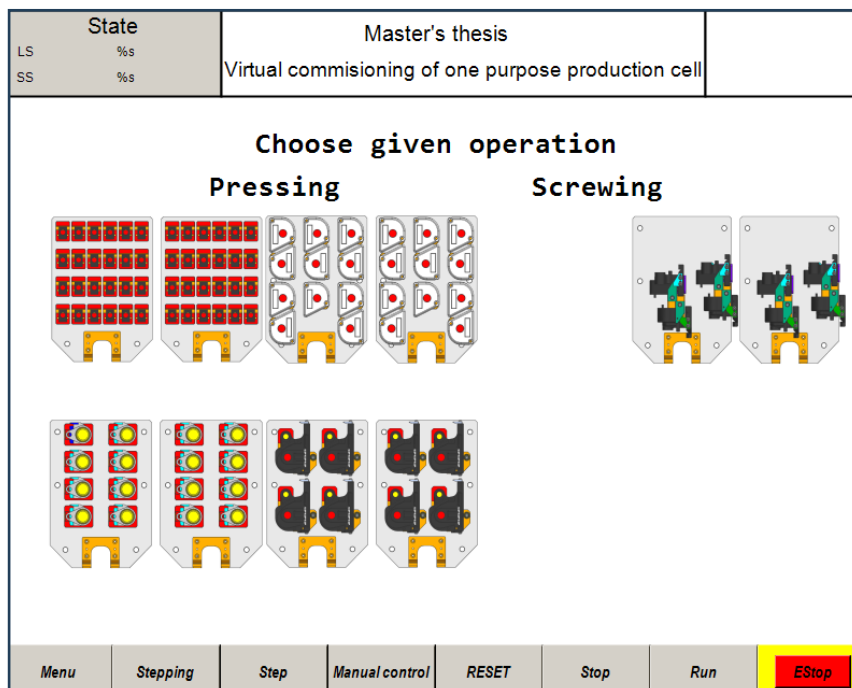 State
LS %s
SS %s
Master's thesis
Virtual commisioning of one purpose production cell
Choose given operation
Pressing Screwing
Menu Stepping Step Manual control RESET Stop Run EStop